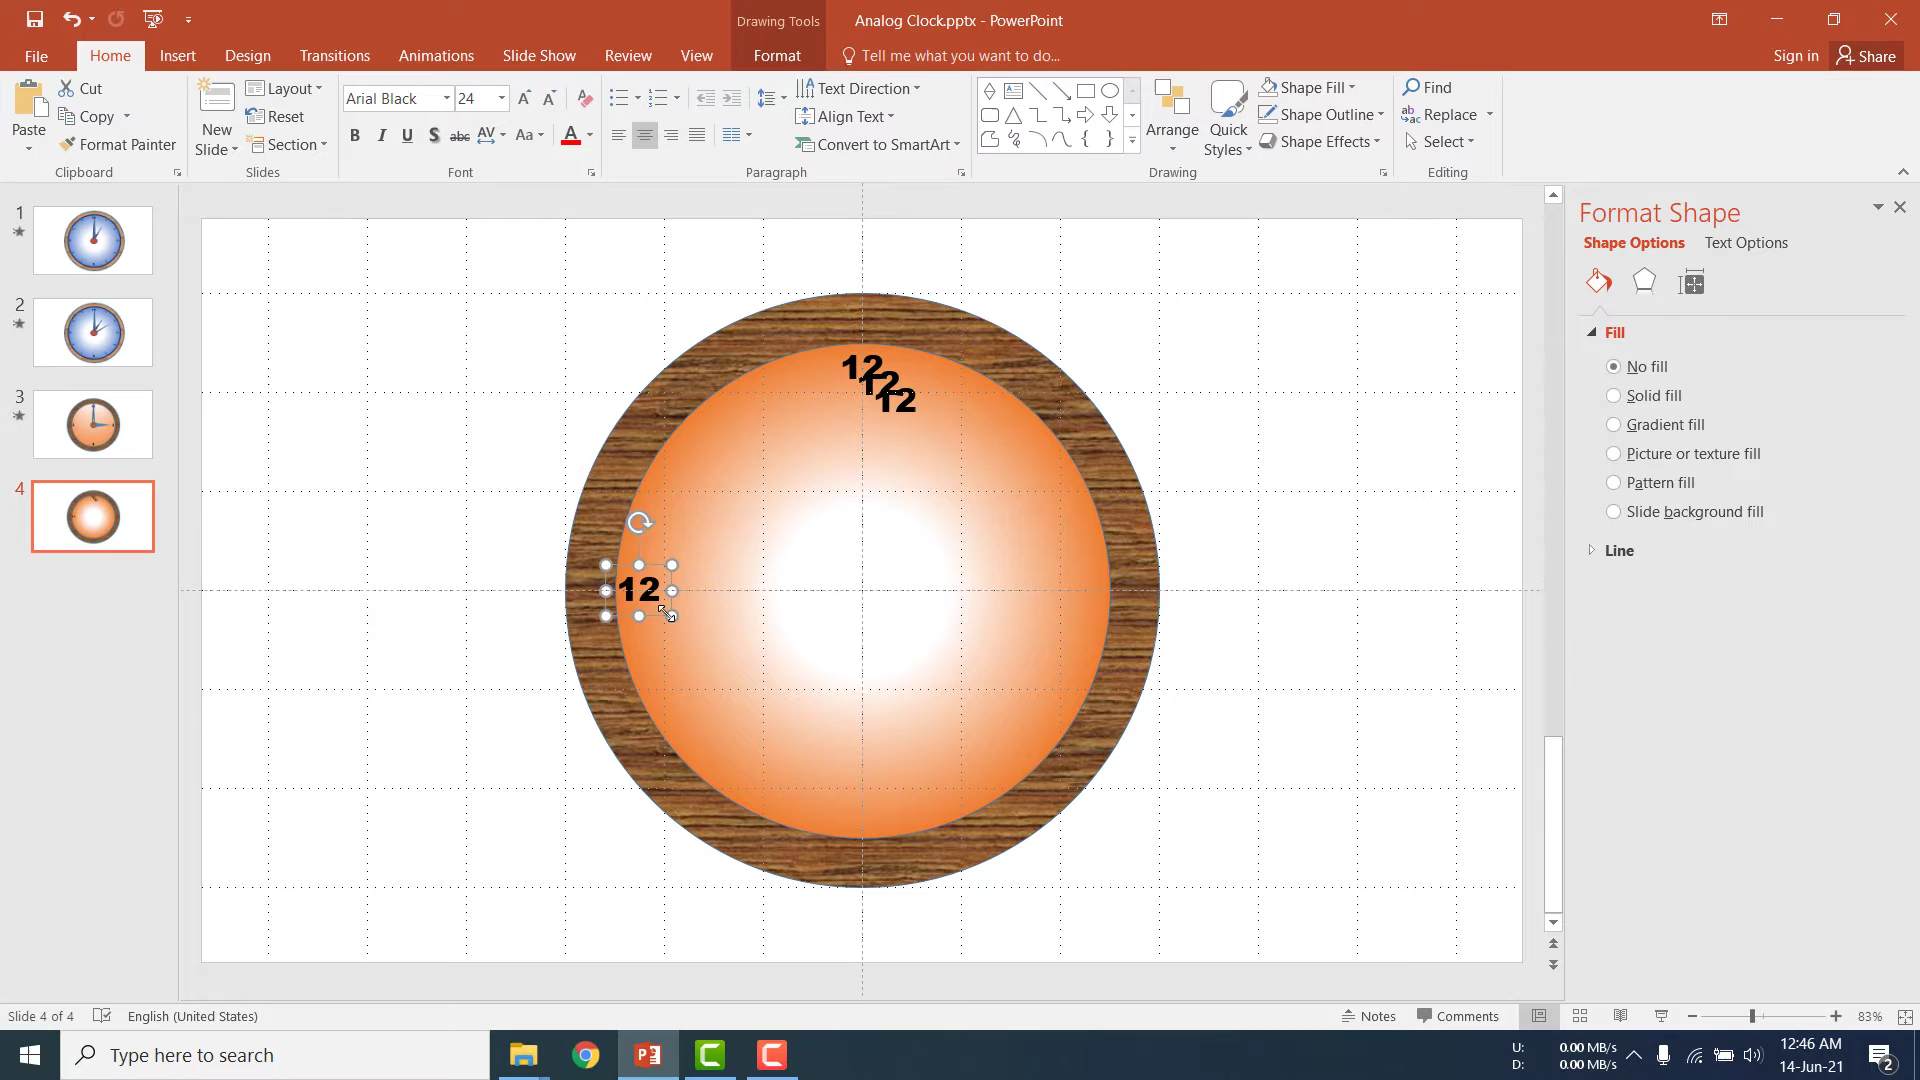 Drawing Tools
Analog Clock.pptx - PowerPoint
File
Home
Insert
Design
Transitions
Animations
Slide Show
Review
View
Format
Tell me what you want to do...
Sign in
Share
Paste
Cut
Copy
Format Painter
Clipboard
New
Slide
Layout
Reset
Section
Slides
Arial Black
24
B I U S abc AV Aa A
Font
Text Direction
Align Text
Convert to SmartArt
Paragraph
Arrange
Quick
Styles
Shape Fill
Shape Outline
Shape Effects
Drawing
Find
Replace
Select
Editing
1
2
3
4
12
12
12
12
Format Shape
Shape Options
Text Options
Fill
No fill
Solid fill
Gradient fill
Picture or texture fill
Pattern fill
Slide background fill
Line
Slide 4 of 4
English (United States)
Notes
Comments
83%
Type here to search
U: 0.00 MB/s
D: 0.00 MB/s
12:46 AM
14-Jun-21
2